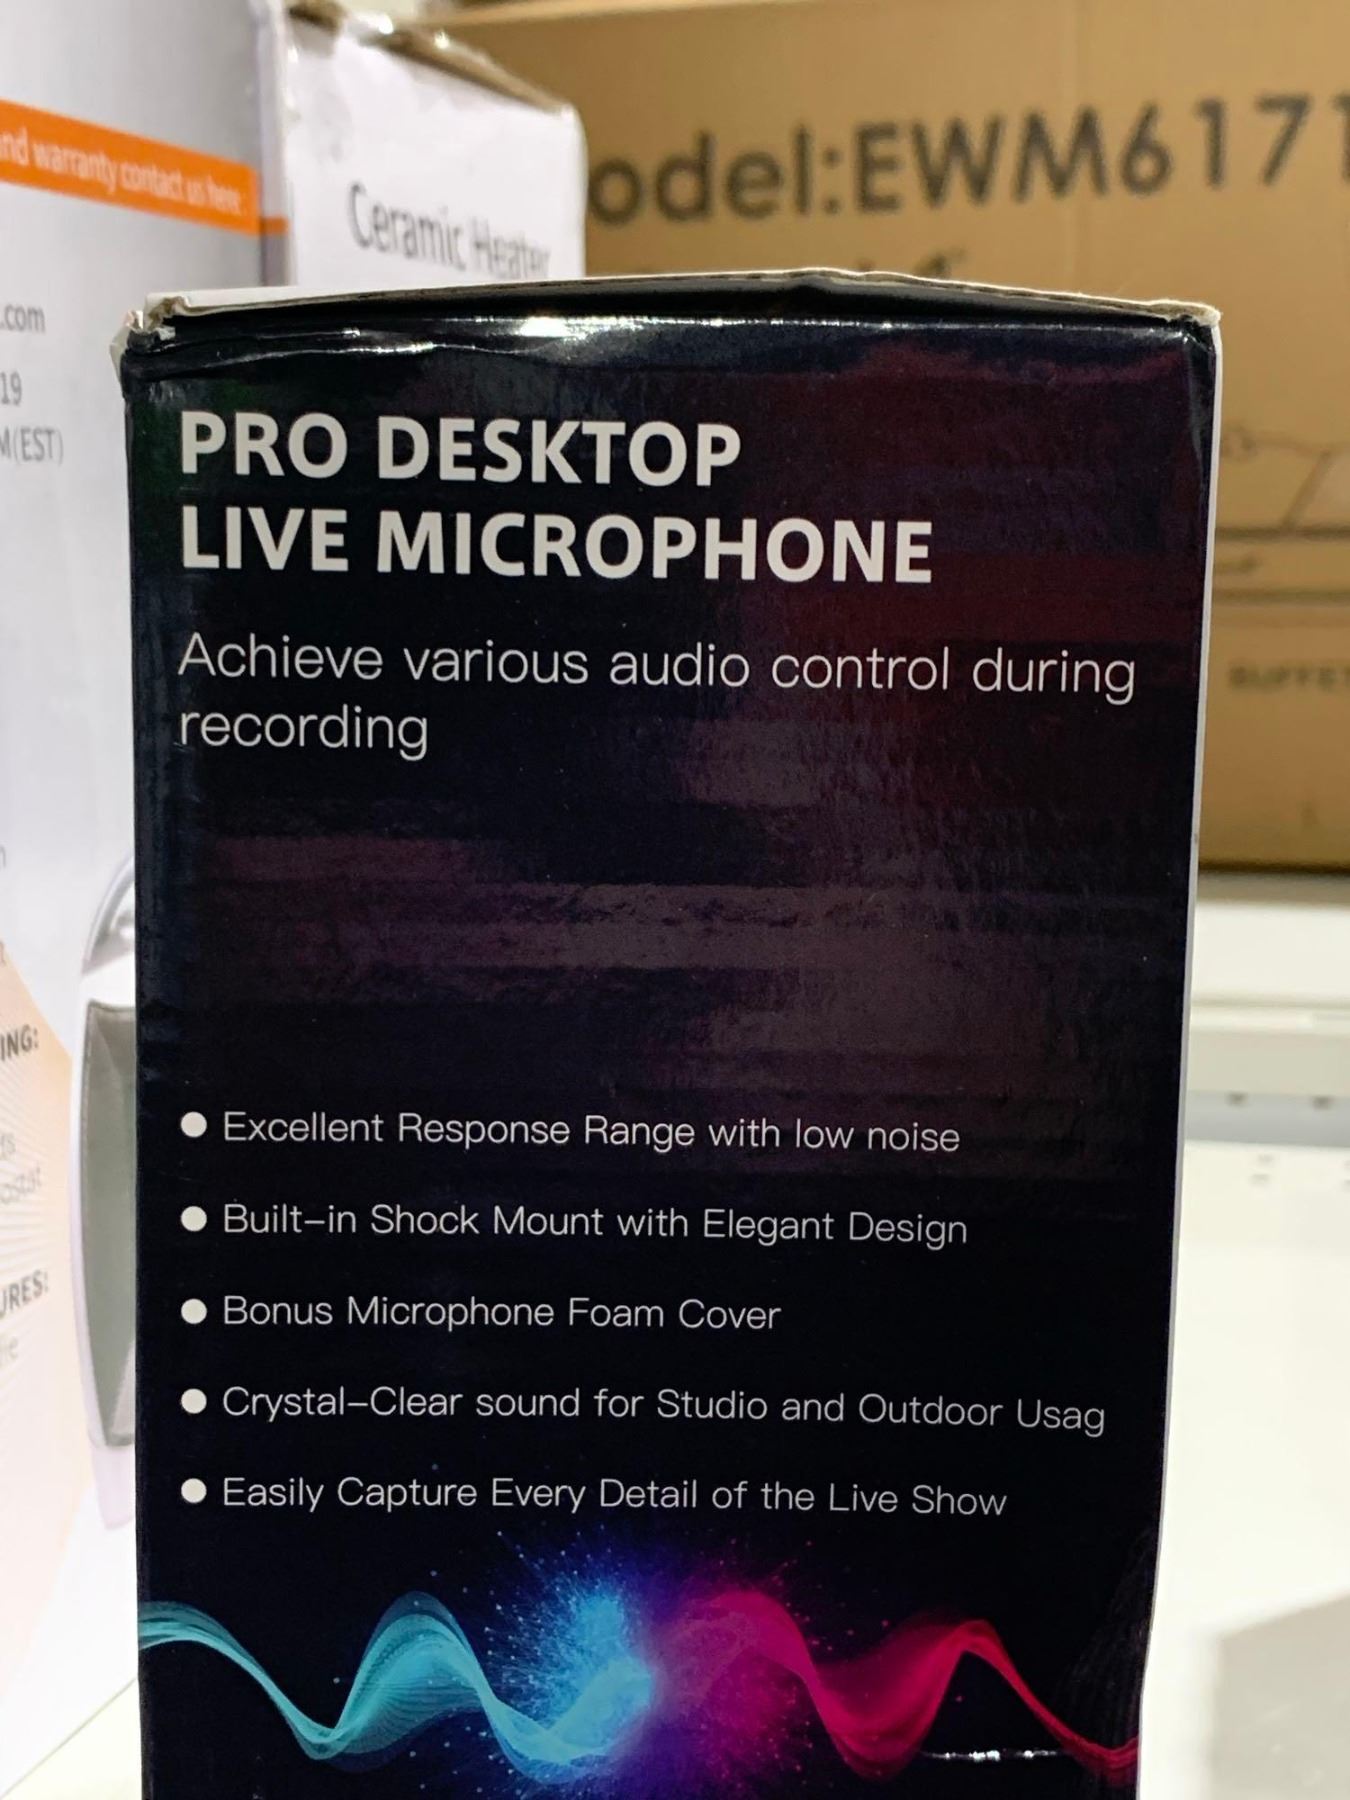 nd warranty contact us here
Ceramic Heater
odel:EWM6171
.com
19
M(EST)
PRO DESKTOP
LIVE MICROPHONE
Achieve various audio control during
recording
ING:
URES:
● Excellent Response Range with low noise
● Built-in Shock Mount with Elegant Design
● Bonus Microphone Foam Cover
● Crystal-Clear sound for Studio and Outdoor Usag
● Easily Capture Every Detail of the Live Show